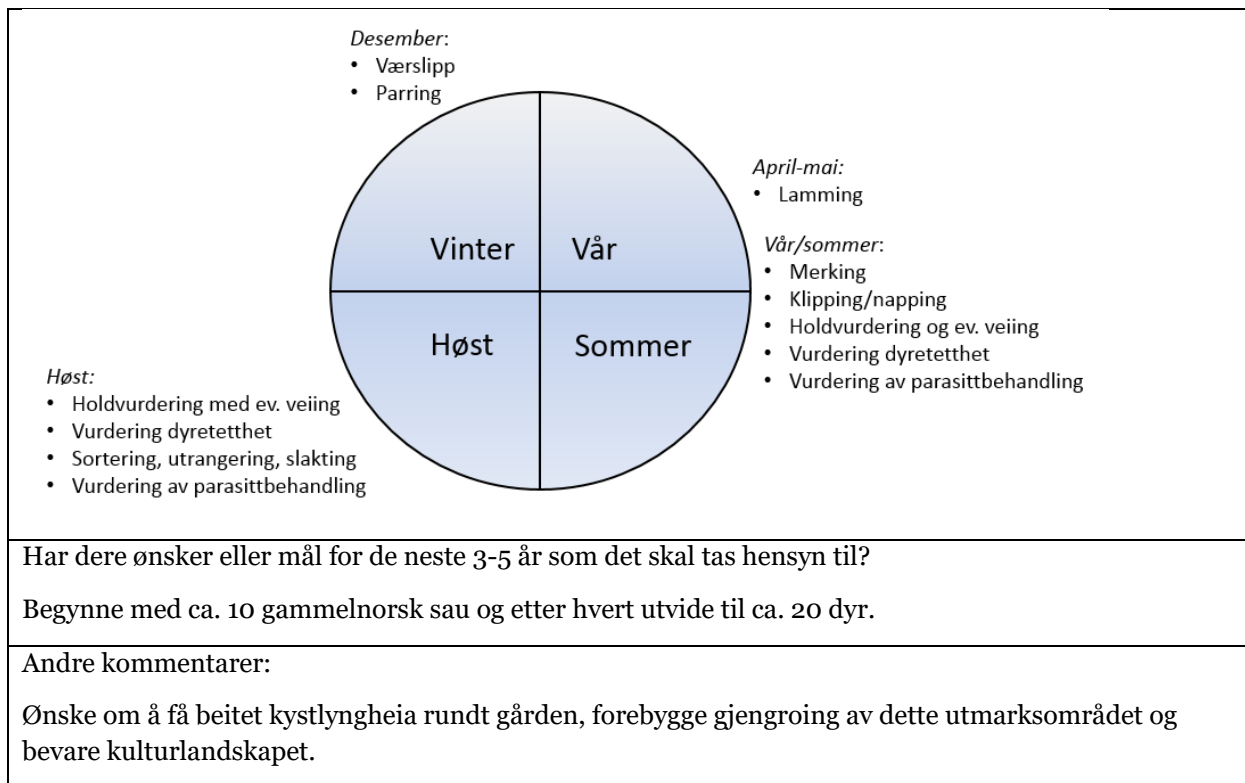 Desember:
• Værslipp
• Parring
April-mai:
• Lamming
Vinter
Vår
Vår/sommer:
• Merking
• Klipping/napping
• Holdvurdering og ev. veiing
• Vurdering dyretetthet
• Vurdering av parasittbehandling
Høst
Sommer
Høst:
• Holdvurdering med ev. veiing
• Vurdering dyretetthet
• Sortering, utrangering, slakting
• Vurdering av parasittbehandling
Har dere ønsker eller mål for de neste 3-5 år som det skal tas hensyn til?
Begynne med ca. 10 gammelnorsk sau og etter hvert utvide til ca. 20 dyr.
Andre kommentarer:
Ønske om å få beitet kystlyngheia rundt gården, forebygge gjengroing av dette utmarksområdet og
bevare kulturlandskapet.